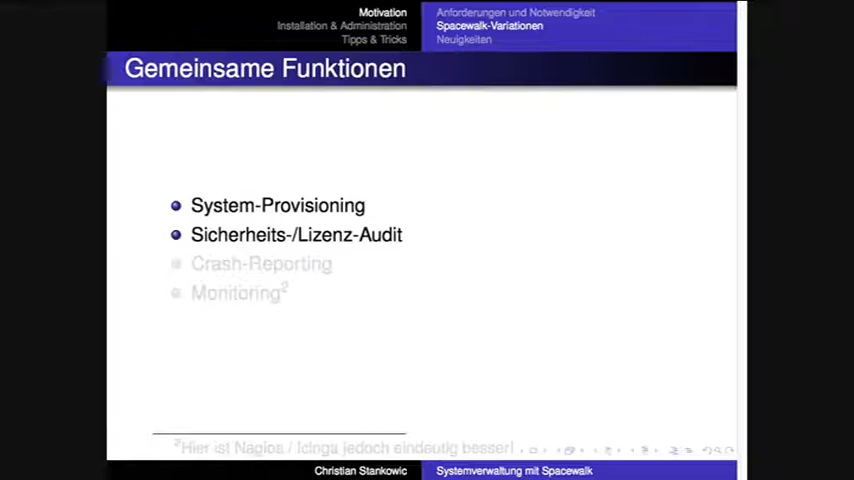 Motivation
Installation & Administration
Tipps & Tricks
Anforderungen und Notwendigkeit
Spacewalk-Variationen
Neuigkeiten
Gemeinsame Funktionen
System-Provisioning
Sicherheits-/Lizenz-Audit
Crash-Reporting
Monitoring²
²Hier ist Nagios / Icinga jedoch eindeutig besser!
Christian Stankowic
Systemverwaltung mit Spacewalk